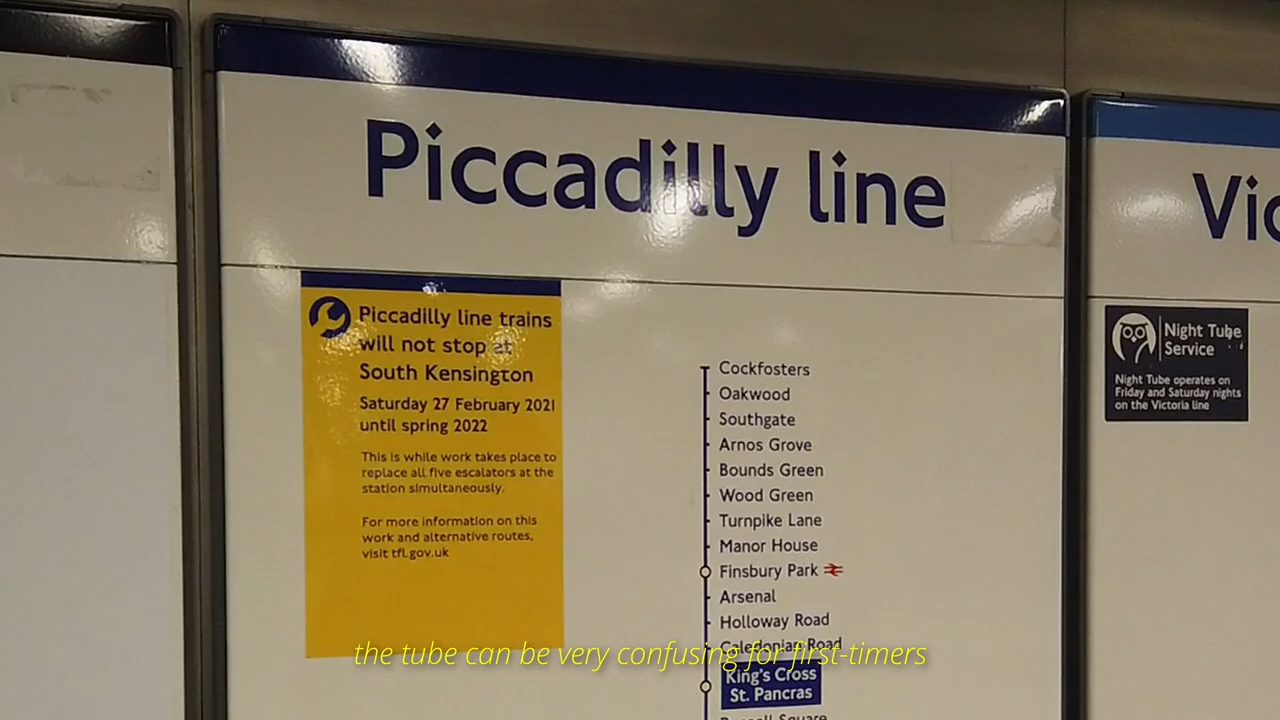 Piccadilly line
Vic
Piccadilly line trains
will not stop at
South Kensington
Saturday 27 February 2021
until spring 2022
This is while work takes place to
replace all five escalators at the
station simultaneously.
For more information on this
work and alternative routes,
visit tfl.gov.uk
Cockfosters
Oakwood
Southgate
Arnos Grove
Bounds Green
Wood Green
Turnpike Lane
Manor House
Finsbury Park
Arsenal
Holloway Road
Caledonian Road
King's Cross
St. Pancras
Russell Square
Night Tube
Service
Night Tube operates on
Friday and Saturday nights
on the Victoria line
the tube can be very confusing for first-timers